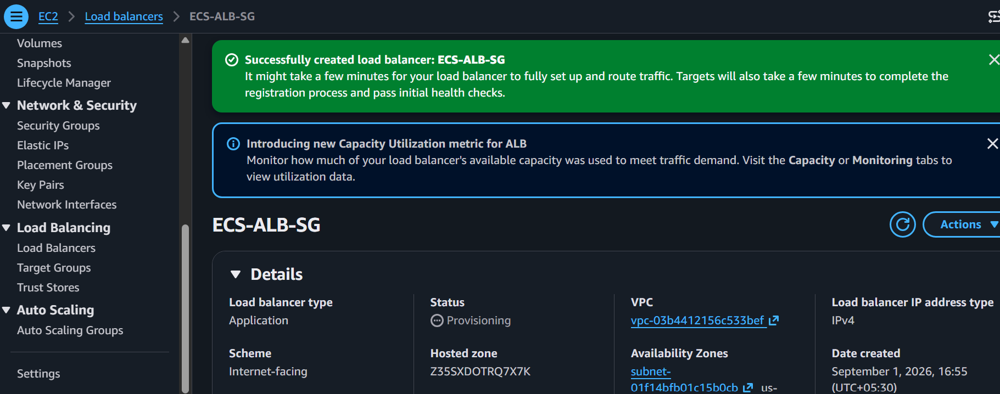 EC2 > Load balancers > ECS-ALB-SG
Volumes
Snapshots
Lifecycle Manager
Network & Security
Security Groups
Elastic IPs
Placement Groups
Key Pairs
Network Interfaces
Load Balancing
Load Balancers
Target Groups
Trust Stores
Auto Scaling
Auto Scaling Groups
Settings
Successfully created load balancer: ECS-ALB-SG
It might take a few minutes for your load balancer to fully set up and route traffic. Targets will also take a few minutes to complete the
registration process and pass initial health checks.
Introducing new Capacity Utilization metric for ALB
Monitor how much of your load balancer's available capacity was used to meet traffic demand. Visit the Capacity or Monitoring tabs to
view utilization data.
ECS-ALB-SG
Actions
Details
Load balancer type
Application
Status
Provisioning
VPC
vpc-03b4412156c533bef
Load balancer IP address type
IPv4
Scheme
Internet-facing
Hosted zone
Z35SXDOTRQ7X7K
Availability Zones
subnet-
01f14bfb01c15b0cb us-
Date created
September 1, 2026, 16:55
(UTC+05:30)